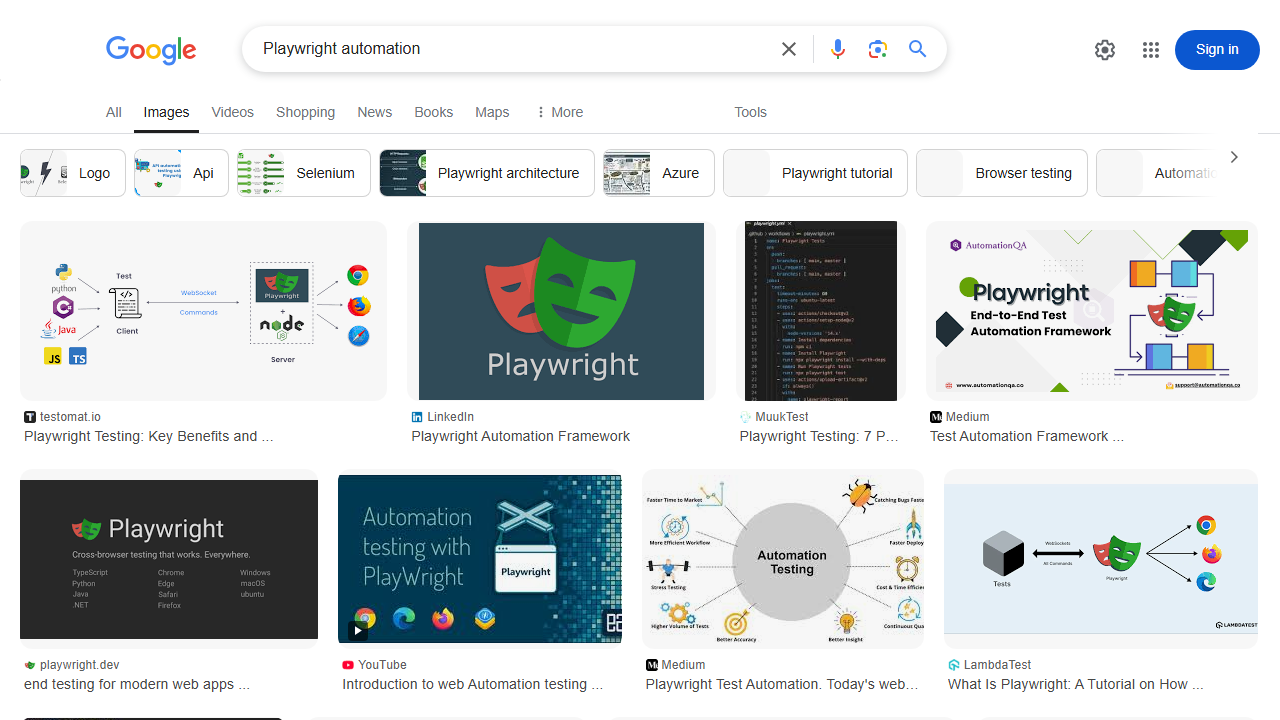 Google
Playwright automation
Sign in
All
Images
Videos
Shopping
News
Books
Maps
More
Tools
Logo
Api
Selenium
Playwright architecture
Azure
Playwright tutorial
Browser testing
Automatio
python
Java
JS
TS
Test
Client
WebSocket
Commands
Playwright
+
node
Server
testomat.io
Playwright Testing: Key Benefits and ...
Playwright
LinkedIn
Playwright Automation Framework
MuukTest
Playwright Testing: 7 P...
AutomationQA
Playwright
End-to-End Test
Automation Framework
www.automationqa.co
support@automationqa.co
Medium
Test Automation Framework ...
Playwright
Cross-browser testing that works. Everywhere.
TypeScript
Python
Java
.NET
Chrome
Edge
Safari
Firefox
Windows
macOS
ubuntu
playwright.dev
end testing for modern web apps ...
Automation
testing with
PlayWright
Playwright
YouTube
Introduction to web Automation testing ...
Faster Time to Market
Catching Bugs Faste
More Efficient Workflow
Faster Deploy
Automation
Testing
Stress Testing
Cost & Time Efficien
Higher Volume of Tests
Continuous Qua
Better Accuracy
Better Insight
Medium
Playwright Test Automation. Today's web...
Tests
WebSockets
All Commands
Playwright
LAMBDATEST
LambdaTest
What Is Playwright: A Tutorial on How ...